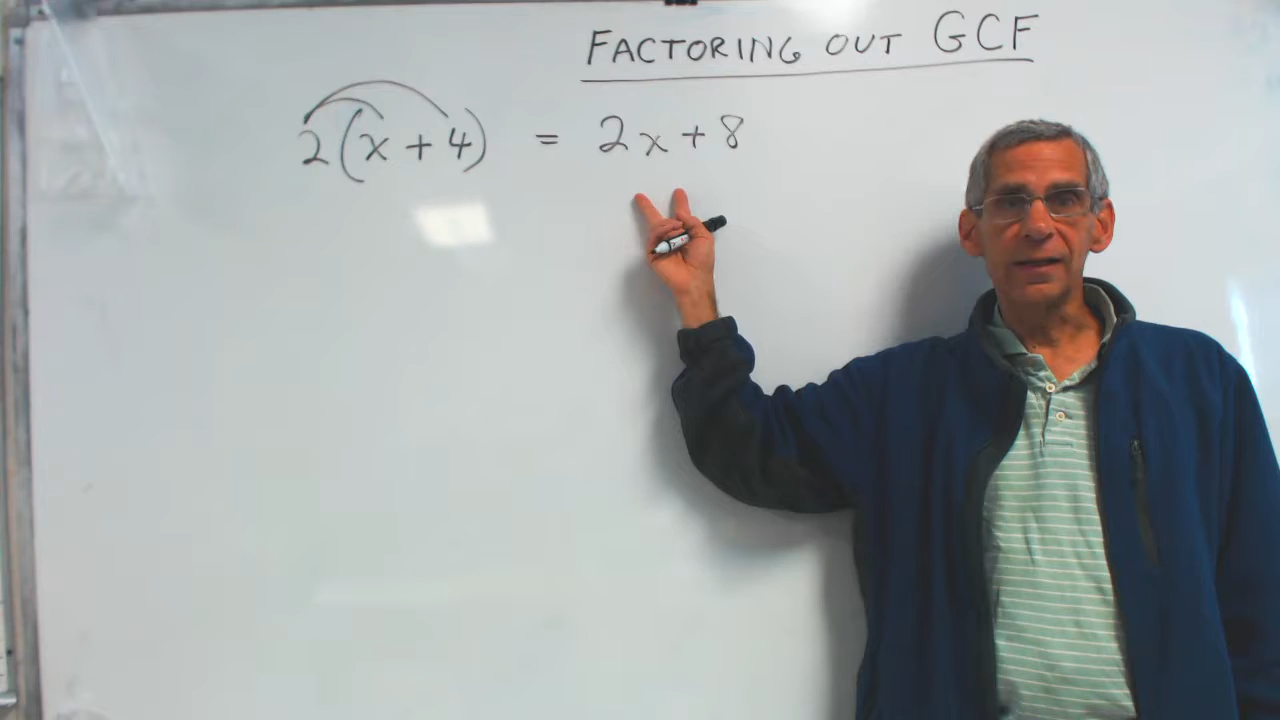 FACTORING OUT GCF
2(x+4) = 2x+8